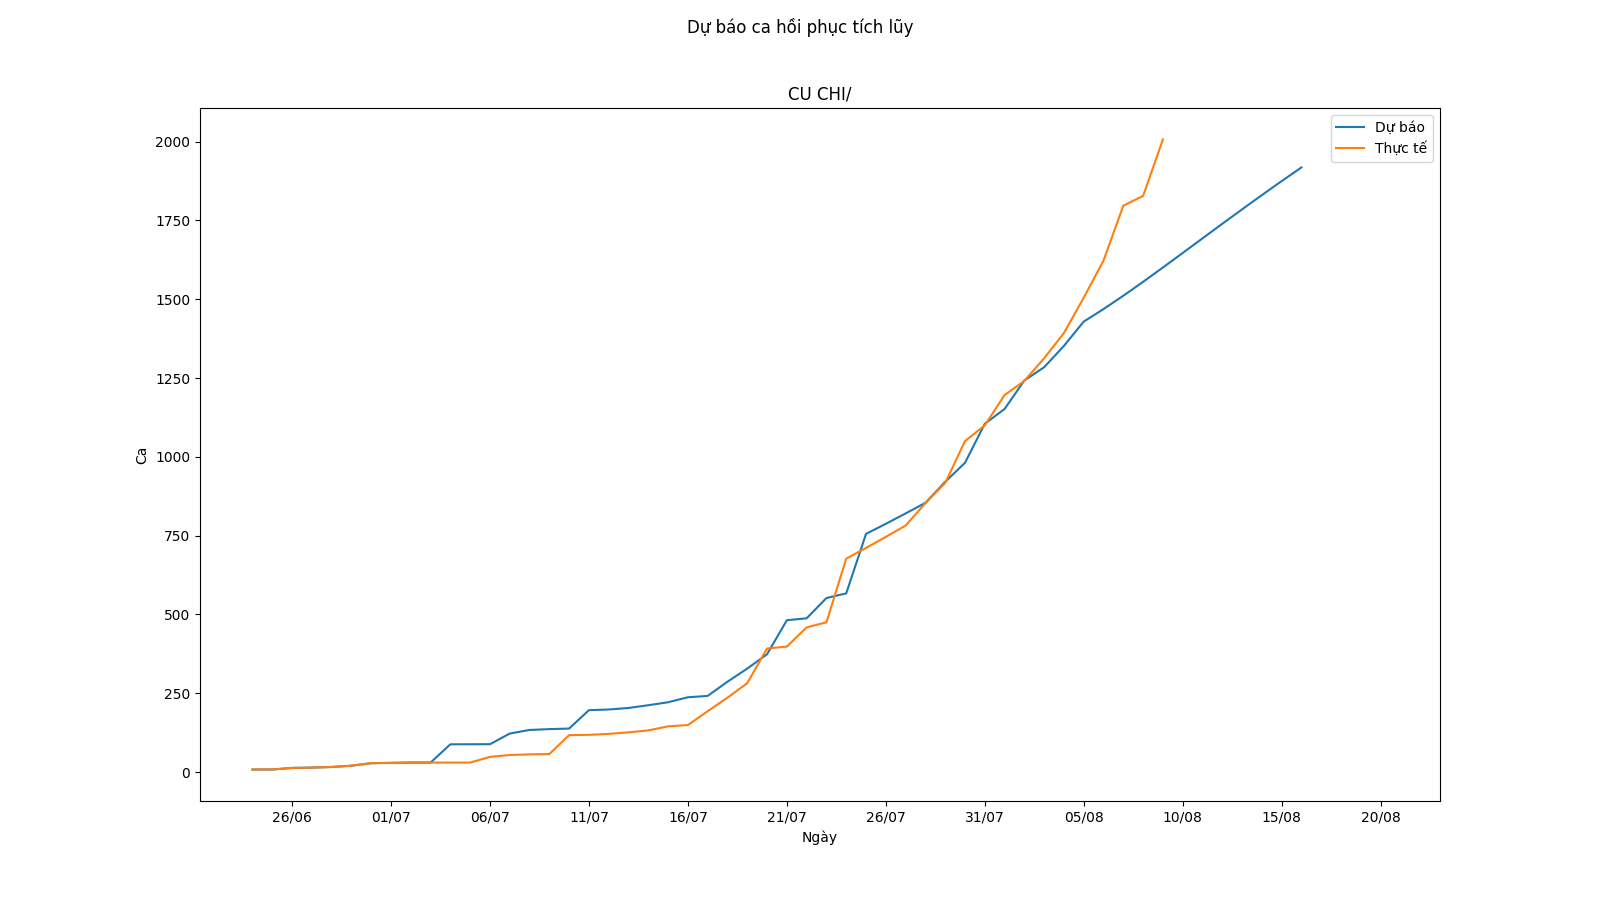 Dự báo ca hồi phục tích lũy
CU CHI/
Dự báo
Thực tế
2000
1750
1500
1250
1000
750
500
250
0
Ca
26/06 01/07 06/07 11/07 16/07 21/07 26/07 31/07 05/08 10/08 15/08 20/08
Ngày